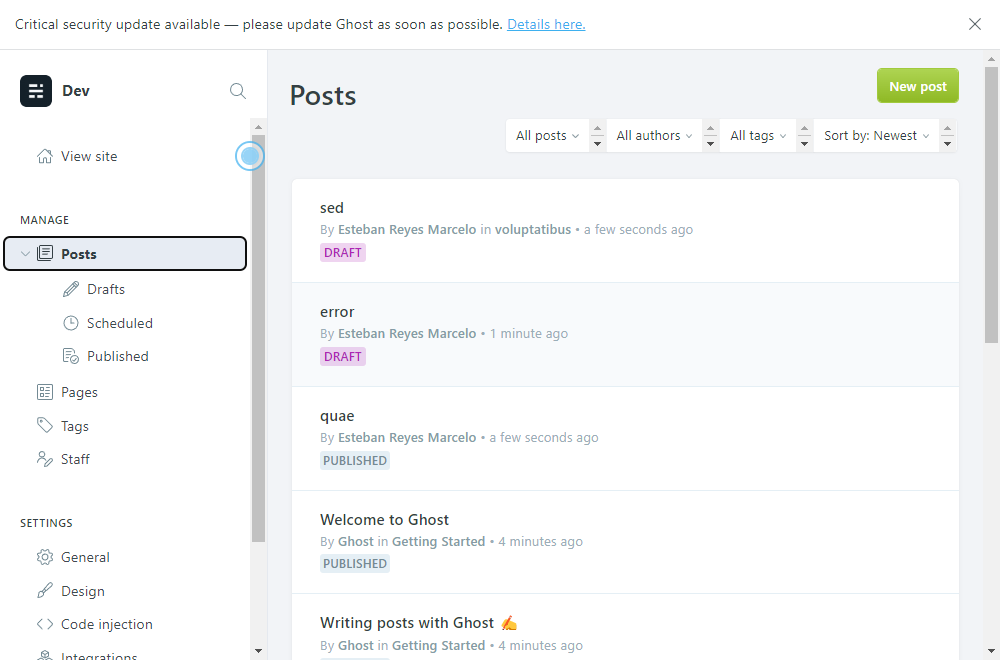 Critical security update available — please update Ghost as soon as possible. Details here.
Dev
View site
MANAGE
Posts
Drafts
Scheduled
Published
Pages
Tags
Staff
SETTINGS
General
Design
Code injection
Integrations
Posts
New post
All posts
All authors
All tags
Sort by: Newest
sed
By Esteban Reyes Marcelo in voluptatibus • a few seconds ago
DRAFT
error
By Esteban Reyes Marcelo • 1 minute ago
DRAFT
quae
By Esteban Reyes Marcelo • a few seconds ago
PUBLISHED
Welcome to Ghost
By Ghost in Getting Started • 4 minutes ago
PUBLISHED
Writing posts with Ghost ✍️
By Ghost in Getting Started • 4 minutes ago